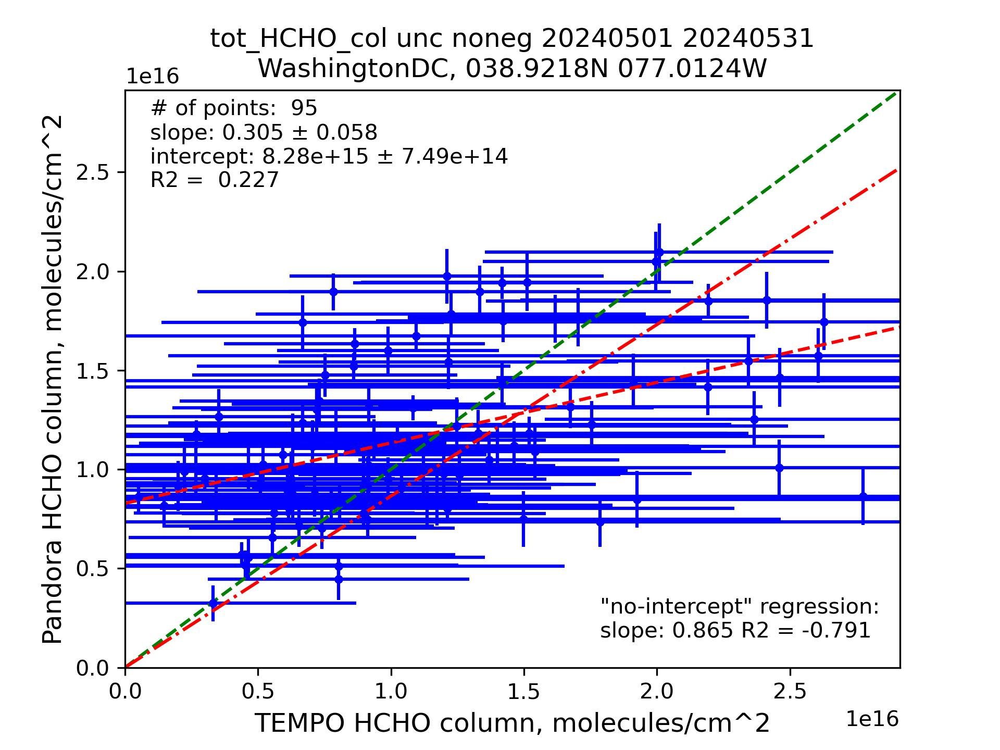 tot_HCHO_col unc noneg 20240501 20240531
WashingtonDC, 038.9218N 077.0124W
1e16
# of points:  95
slope: 0.305 ± 0.058
intercept: 8.28e+15 ± 7.49e+14
R2 =  0.227
Pandora HCHO column, molecules/cm^2
2.5
2.0
1.5
1.0
0.5
0.0
"no-intercept" regression:
slope: 0.865 R2 = -0.791
0.0 0.5 1.0 1.5 2.0 2.5
TEMPO HCHO column, molecules/cm^2
1e16